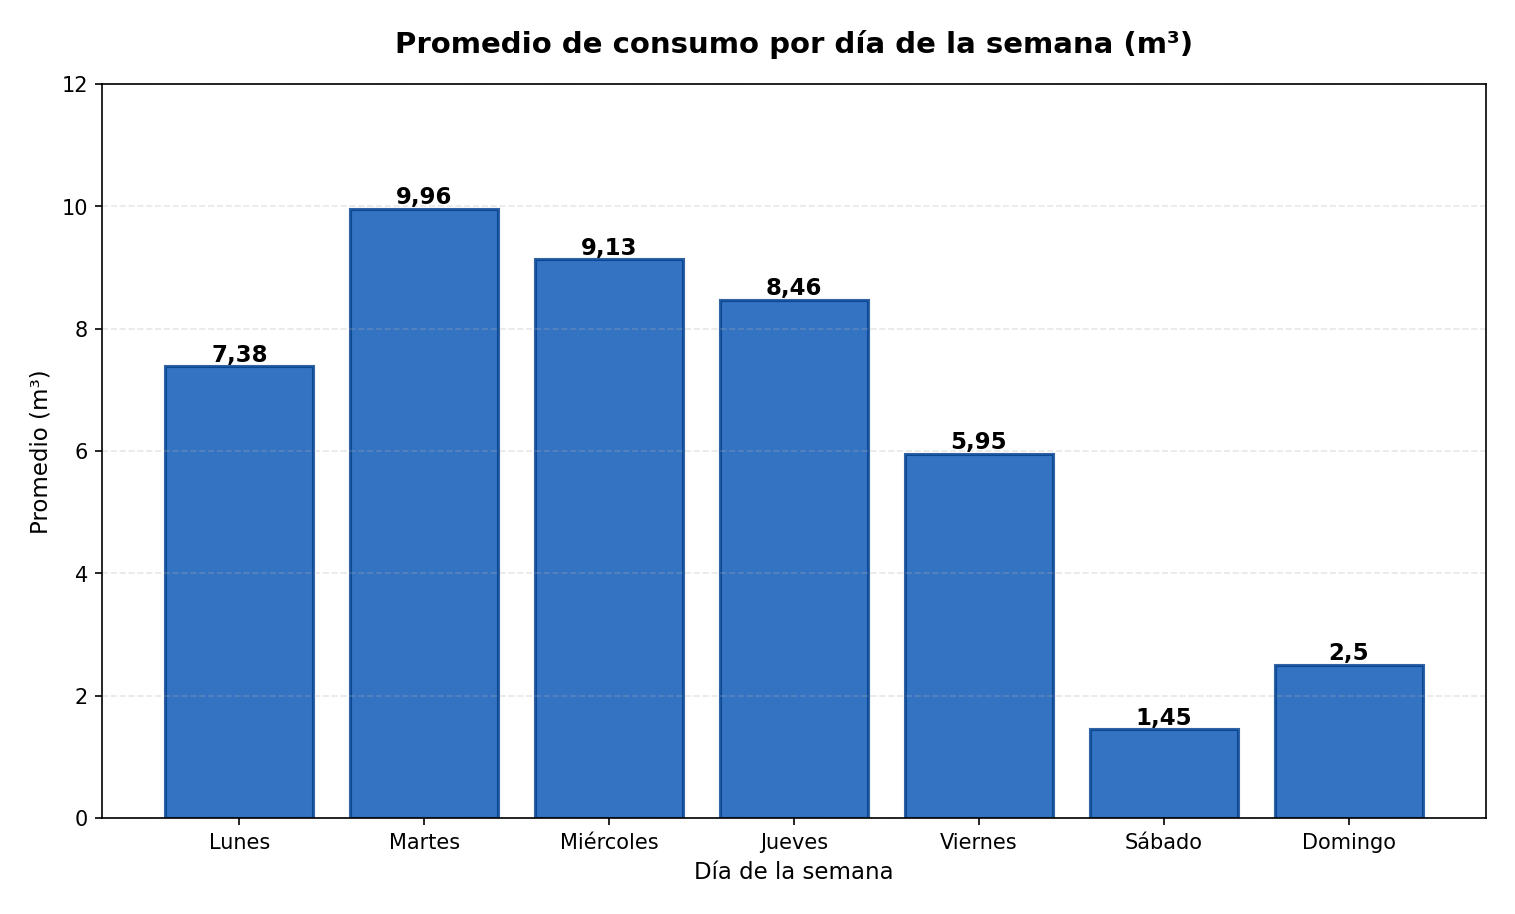 Promedio de consumo por día de la semana (m³)
12
10
8
6
4
2
0
Promedio (m³)
7,38
9,96
9,13
8,46
5,95
1,45
2,5
Lunes
Martes
Miércoles
Jueves
Viernes
Sábado
Domingo
Día de la semana